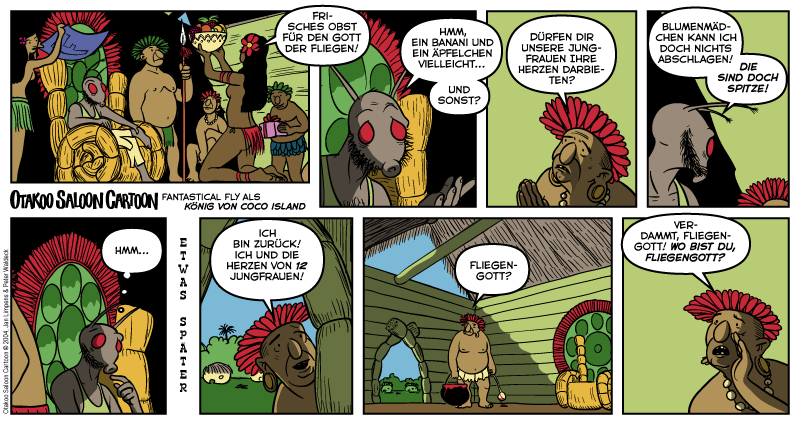 FRI-
SCHES OBST
FÜR DEN GOTT
DER FLIEGEN!
HMM,
EIN BANANI UND
EIN ÄPFELCHEN
VIELLEICHT...
UND
SONST?
DÜRFEN DIR
UNSERE JUNG-
FRAUEN IHRE
HERZEN DARBIE-
TEN?
BLUMENMÄD-
CHEN KANN ICH
DOCH NICHTS
ABSCHLAGEN!
DIE
SIND DOCH
SPITZE!
OTAKOO SALOON CARTOON
FANTASTICAL FLY ALS
KÖNIG VON COCO ISLAND
Otakoo Saloon Cartoon © 2004, Jan Limpens & Peter Waldeck
HMM...
ETWAS SPÄTER
ICH
BIN ZURÜCK!
ICH UND DIE
HERZEN VON 12
JUNGFRAUEN!
FLIEGEN-
GOTT?
VER-
DAMMT, FLIEGEN-
GOTT! WO BIST DU,
FLIEGENGOTT?